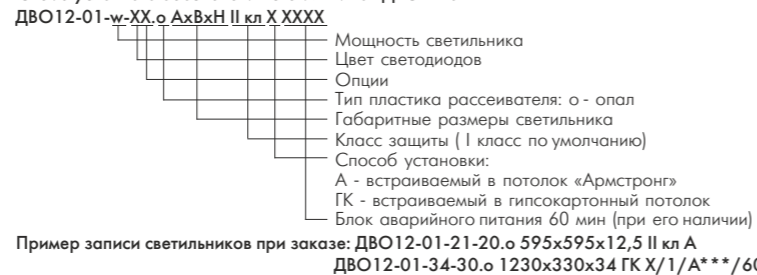 ДВО12-01-w-XX.о АxВxН II кл X XXXX
Мощность светильника
Цвет светодиодов
Опции
Тип пластика рассеивателя: о - опал
Габаритные размеры светильника
Класс защиты ( I класс по умолчанию)
Способ установки:
А - встраиваемый в потолок «Армстронг»
ГК - встраиваемый в гипсокартонный потолок
Блок аварийного питания 60 мин (при его наличии)
Пример записи светильников при заказе: ДВО12-01-21-20.о 595x595x12,5 II кл А
ДВО12-01-34-30.о 1230x330x34 ГК X/1/А***/60